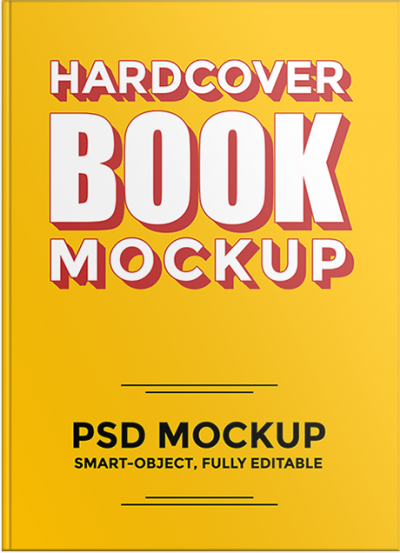 HARDCOVER
BOOK
MOCKUP
PSD MOCKUP
SMART-OBJECT, FULLY EDITABLE